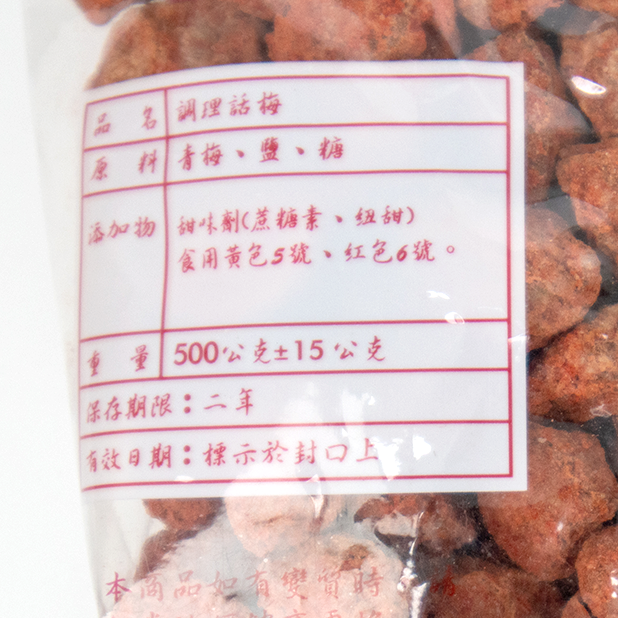 品名 調理話梅
原料 青梅、鹽、糖
添加物 甜味劑(蔗糖素、紐甜)
食用黃色5號、紅色6號。
重量 500公克±15公克
保存期限：二年
有效日期：標示於封口上
本商品如有變質時